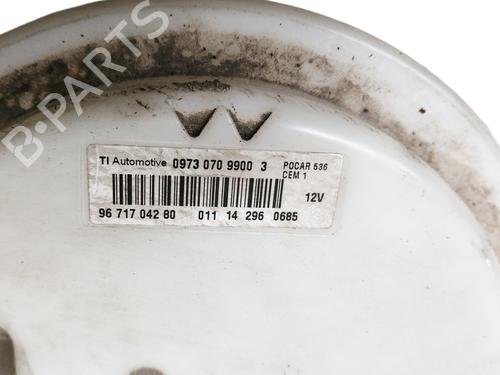 B-PARTS
TI Automotive 0973 070 9900 3 POCAR 536
CEM 1
12V
96 717 042 80 011 14 296 0685